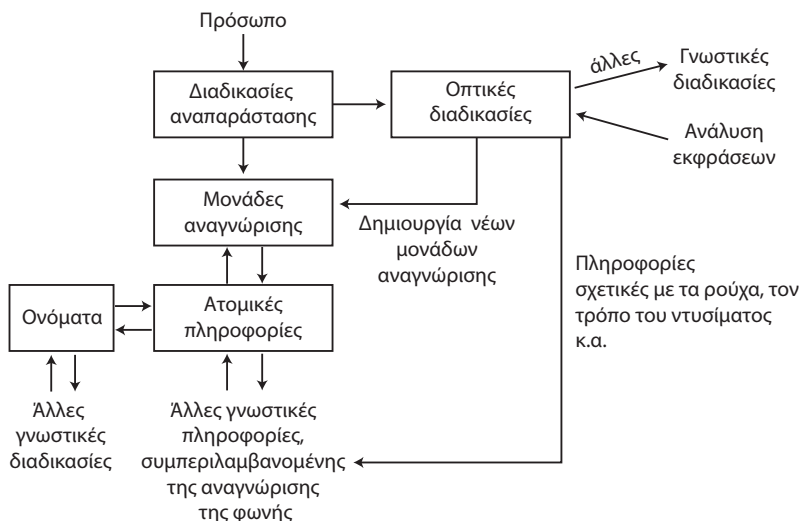 Πρόσωπο
Διαδικασίες
αναπαράστασης
Οπτικές
διαδικασίες
άλλες
Γνωστικές
διαδικασίες
Ανάλυση
εκφράσεων
Μονάδες
αναγνώρισης
Δημιουργία νέων
μονάδων
αναγνώρισης
Πληροφορίες
σχετικές με τα ρούχα, τον
τρόπο του ντυσίματος
κ.α.
Ονόματα
Ατομικές
πληροφορίες
Άλλες
γνωστικές
διαδικασίες
Άλλες γνωστικές
πληροφορίες,
συμπεριλαμβανομένης
της αναγνώρισης
της φωνής